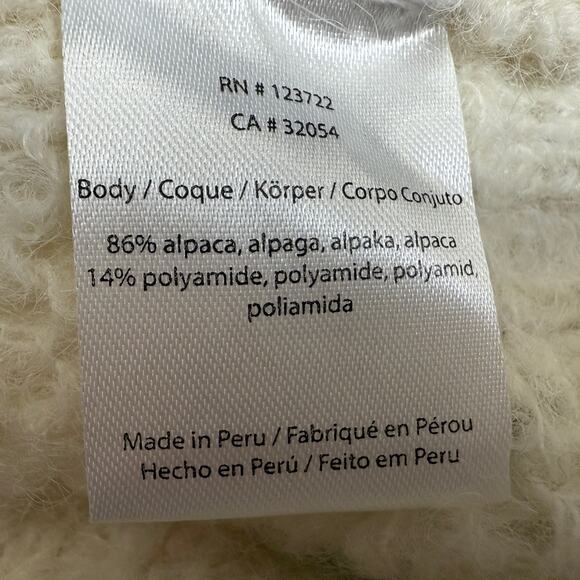 RN # 123722
CA # 32054
Body / Coque / Körper / Corpo Conjuto
86% alpaca, alpaga, alpaka, alpaca
14% polyamide, polyamide, polyamid,
poliamida
Made in Peru / Fabriqué en Pérou
Hecho en Perú / Feito em Peru